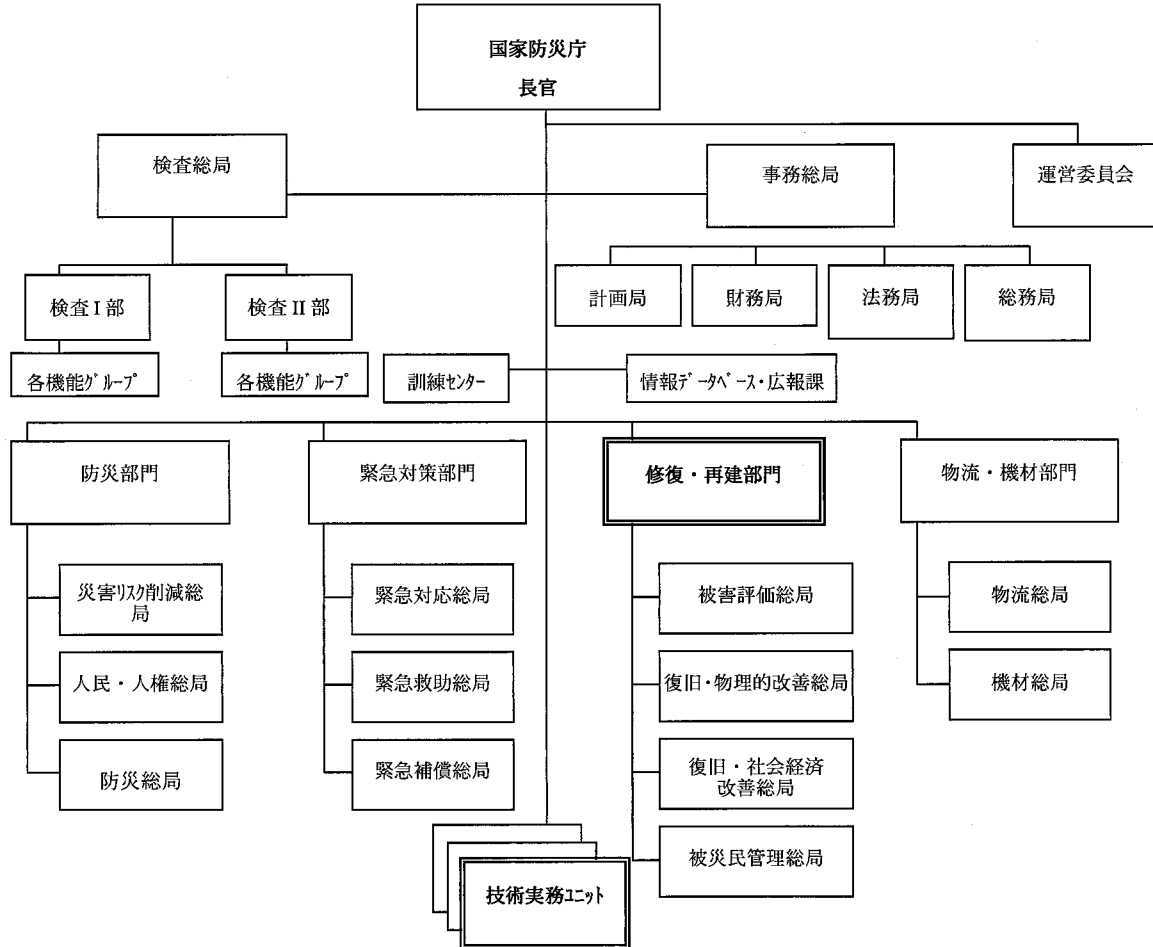 国家防災庁
長官
検査総局
事務総局
運営委員会
計画局
財務局
法務局
総務局
検査Ⅰ部
検査Ⅱ部
各機能ｸﾞﾙｰﾌﾟ
各機能ｸﾞﾙｰﾌﾟ
訓練ｾﾝﾀｰ
情報ﾃﾞｰﾀﾍﾞｰｽ・広報課
防災部門
緊急対策部門
修復・再建部門
物流・機材部門
災害ﾘｽｸ削減総
局
緊急対応総局
被害評価総局
物流総局
人民・人権総局
緊急救助総局
復旧・物理的改善総局
機材総局
防災総局
緊急補償総局
復旧・社会経済
改善総局
被災民管理総局
技術実務ﾕﾆｯﾄ